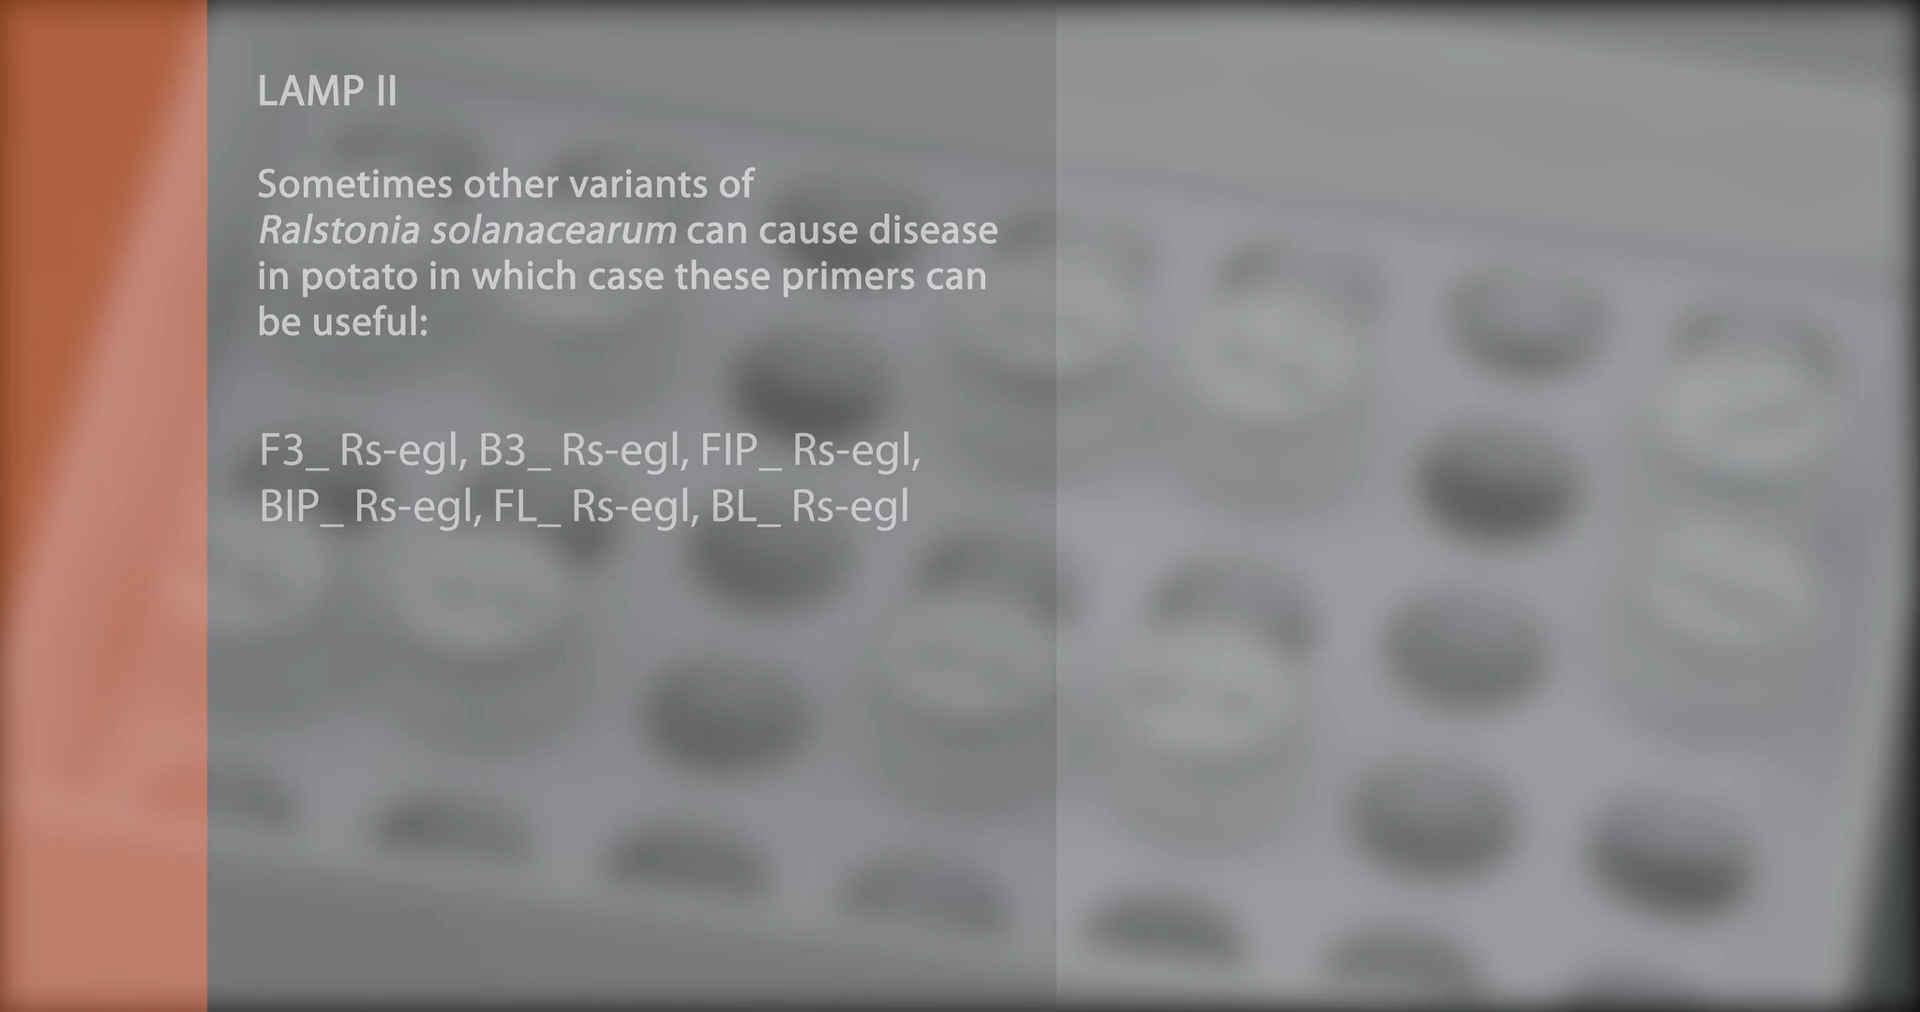 LAMP II
Sometimes other variants of
Ralstonia solanacearum can cause disease
in potato in which case these primers can
be useful:
F3_ Rs-egl, B3_ Rs-egl, FIP_ Rs-egl,
BIP_ Rs-egl, FL_ Rs-egl, BL_ Rs-egl